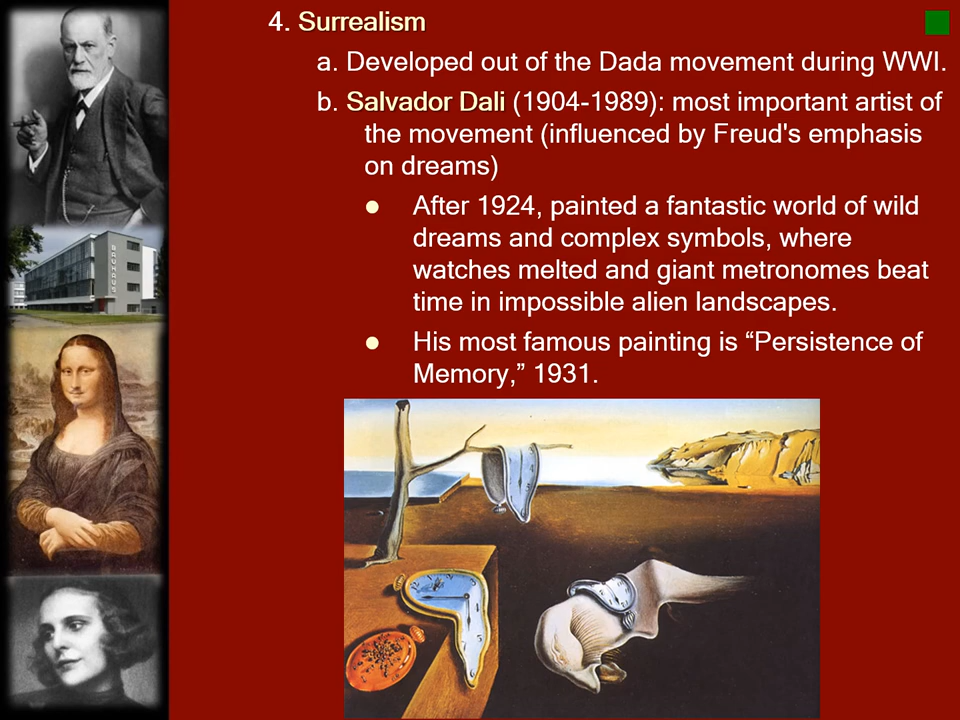 4. Surrealism
a. Developed out of the Dada movement during WWI.
b. Salvador Dali (1904-1989): most important artist of
the movement (influenced by Freud's emphasis
on dreams)
● After 1924, painted a fantastic world of wild
dreams and complex symbols, where
watches melted and giant metronomes beat
time in impossible alien landscapes.
● His most famous painting is “Persistence of
Memory,” 1931.
BAUHAUS